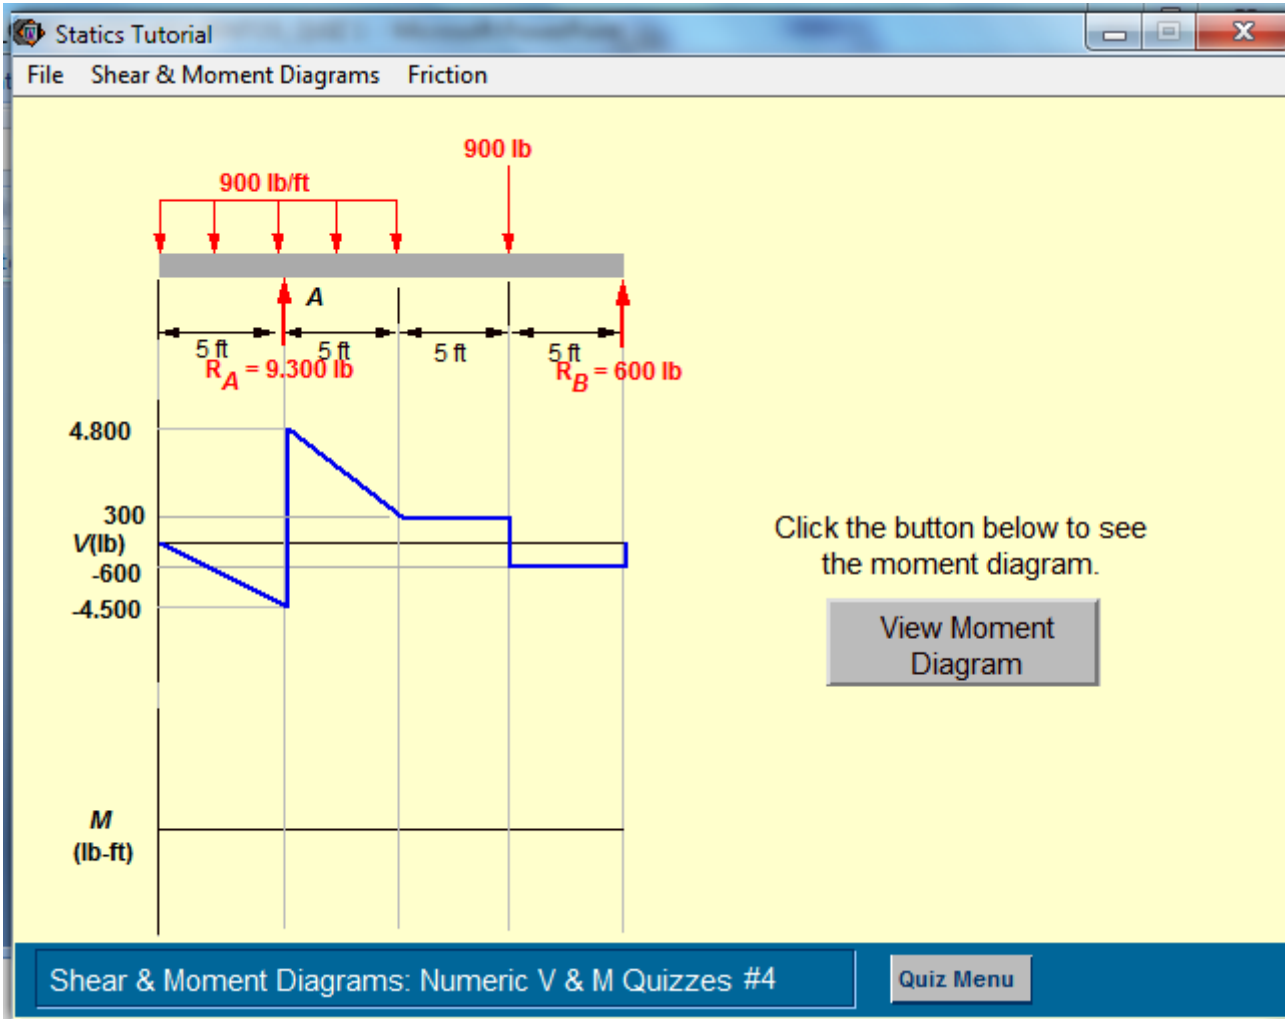 Statics Tutorial
File Shear & Moment Diagrams Friction
900 lb
900 lb/ft
A
5 ft 5 ft 5 ft 5 ft
RA = 9.300 lb RB = 600 lb
4.800
300
V(lb)
-600
-4.500
Click the button below to see
the moment diagram.
View Moment
Diagram
M
(lb-ft)
Shear & Moment Diagrams: Numeric V & M Quizzes #4
Quiz Menu